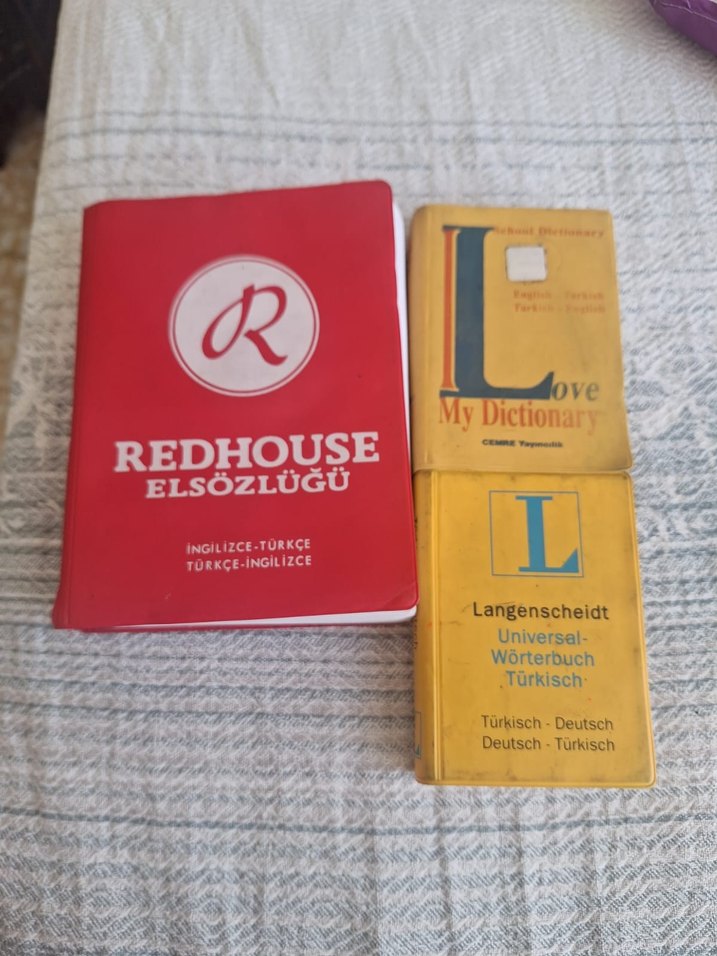 R
REDHOUSE
ELSÖZLÜĞÜ
İNGİLİZCE-TÜRKÇE
TÜRKÇE-İNGİLİZCE
School Dictionary
English - Turkish
Turkish - English
I Love
My Dictionary
CEMRE Yayıncılık
L
Langenscheidt
Universal-
Wörterbuch
Türkisch
Türkisch - Deutsch
Deutsch - Türkisch
L